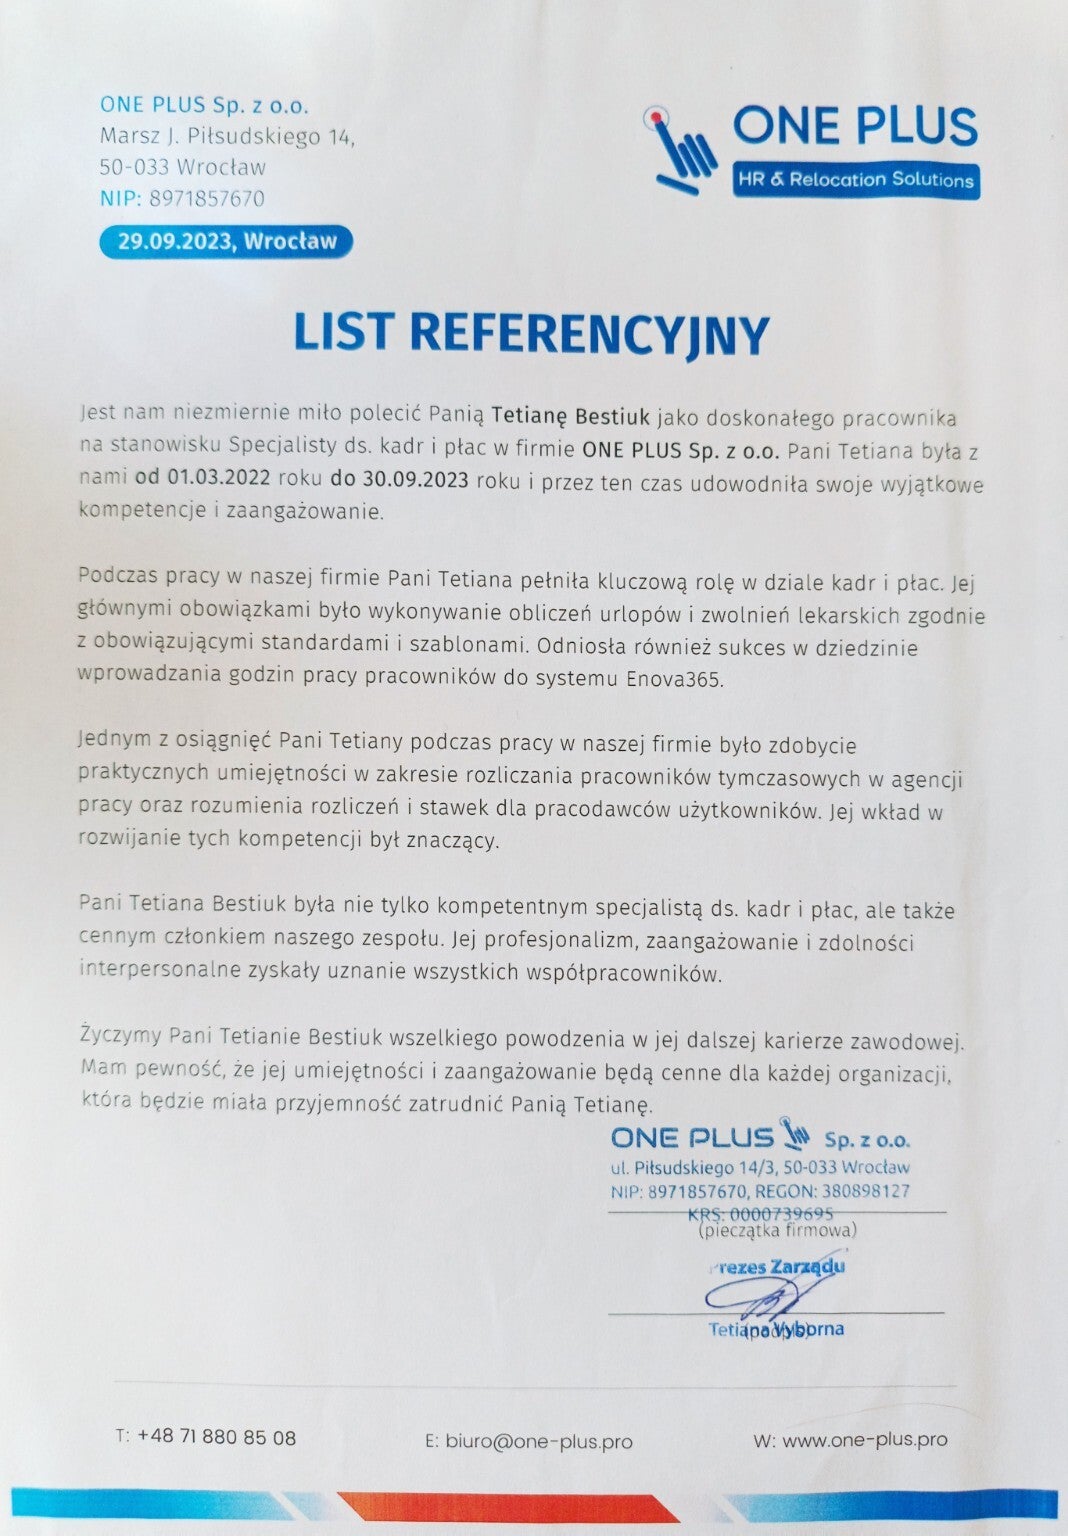 ONE PLUS Sp. z o.o.
Marsz J. Piłsudskiego 14,
50-033 Wrocław
NIP: 8971857670
29.09.2023, Wrocław
ONE PLUS
HR & Relocation Solutions
LIST REFERENCYJNY
Jest nam niezmiernie miło polecić Panią Tetianę Bestiuk jako doskonałego pracownika
na stanowisku Specjalisty ds. kadr i płac w firmie ONE PLUS Sp. z o.o. Pani Tetiana była z
nami od 01.03.2022 roku do 30.09.2023 roku i przez ten czas udowodniła swoje wyjątkowe
kompetencje i zaangażowanie.
Podczas pracy w naszej firmie Pani Tetiana pełniła kluczową rolę w dziale kadr i płac. Jej
głównymi obowiązkami było wykonywanie obliczeń urlopów i zwolnień lekarskich zgodnie
z obowiązującymi standardami i szablonami. Odniosła również sukces w dziedzinie
wprowadzania godzin pracy pracowników do systemu Enova365.
Jednym z osiągnięć Pani Tetiany podczas pracy w naszej firmie było zdobycie
praktycznych umiejętności w zakresie rozliczania pracowników tymczasowych w agencji
pracy oraz rozumienia rozliczeń i stawek dla pracodawców użytkowników. Jej wkład w
rozwijanie tych kompetencji był znaczący.
Pani Tetiana Bestiuk była nie tylko kompetentnym specjalistą ds. kadr i płac, ale także
cennym członkiem naszego zespołu. Jej profesjonalizm, zaangażowanie i zdolności
interpersonalne zyskały uznanie wszystkich współpracowników.
Życzymy Pani Tetianie Bestiuk wszelkiego powodzenia w jej dalszej karierze zawodowej.
Mam pewność, że jej umiejętności i zaangażowanie będą cenne dla każdej organizacji,
która będzie miała przyjemność zatrudnić Panią Tetianę.
ONE PLUS Sp. z o.o.
ul. Piłsudskiego 14/3, 50-033 Wrocław
NIP: 8971857670, REGON: 380898127
KRS: 0000739695
(pieczątka firmowa)
rezes Zarządu
Tetiana Vyborna
(podpis)
T: +48 71 880 85 08
E: biuro@one-plus.pro
W: www.one-plus.pro